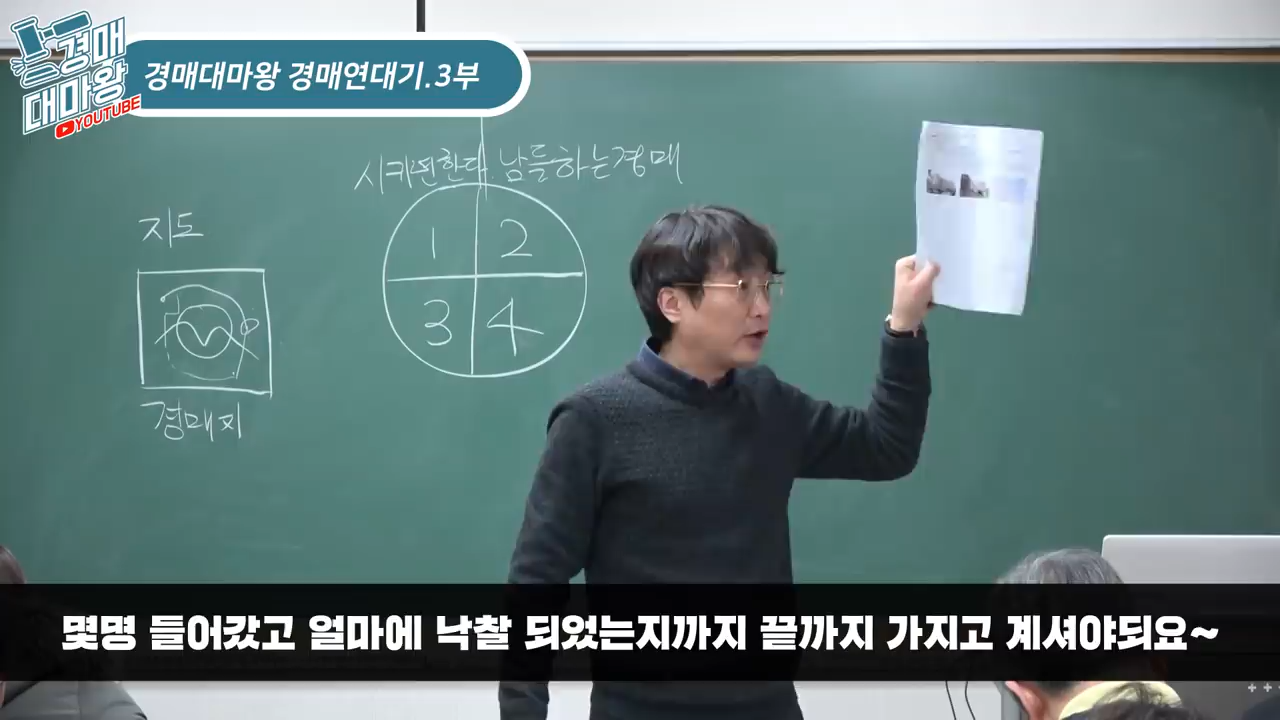 경매
대마왕
YOUTUBE
경매대마왕 경매연대기.3부
시키면한다. 남들하는경매
지도
1 2
3 4
경매지
몇명 들어갔고 얼마에 낙찰 되었는지까지 끝까지 가지고 계셔야되요~